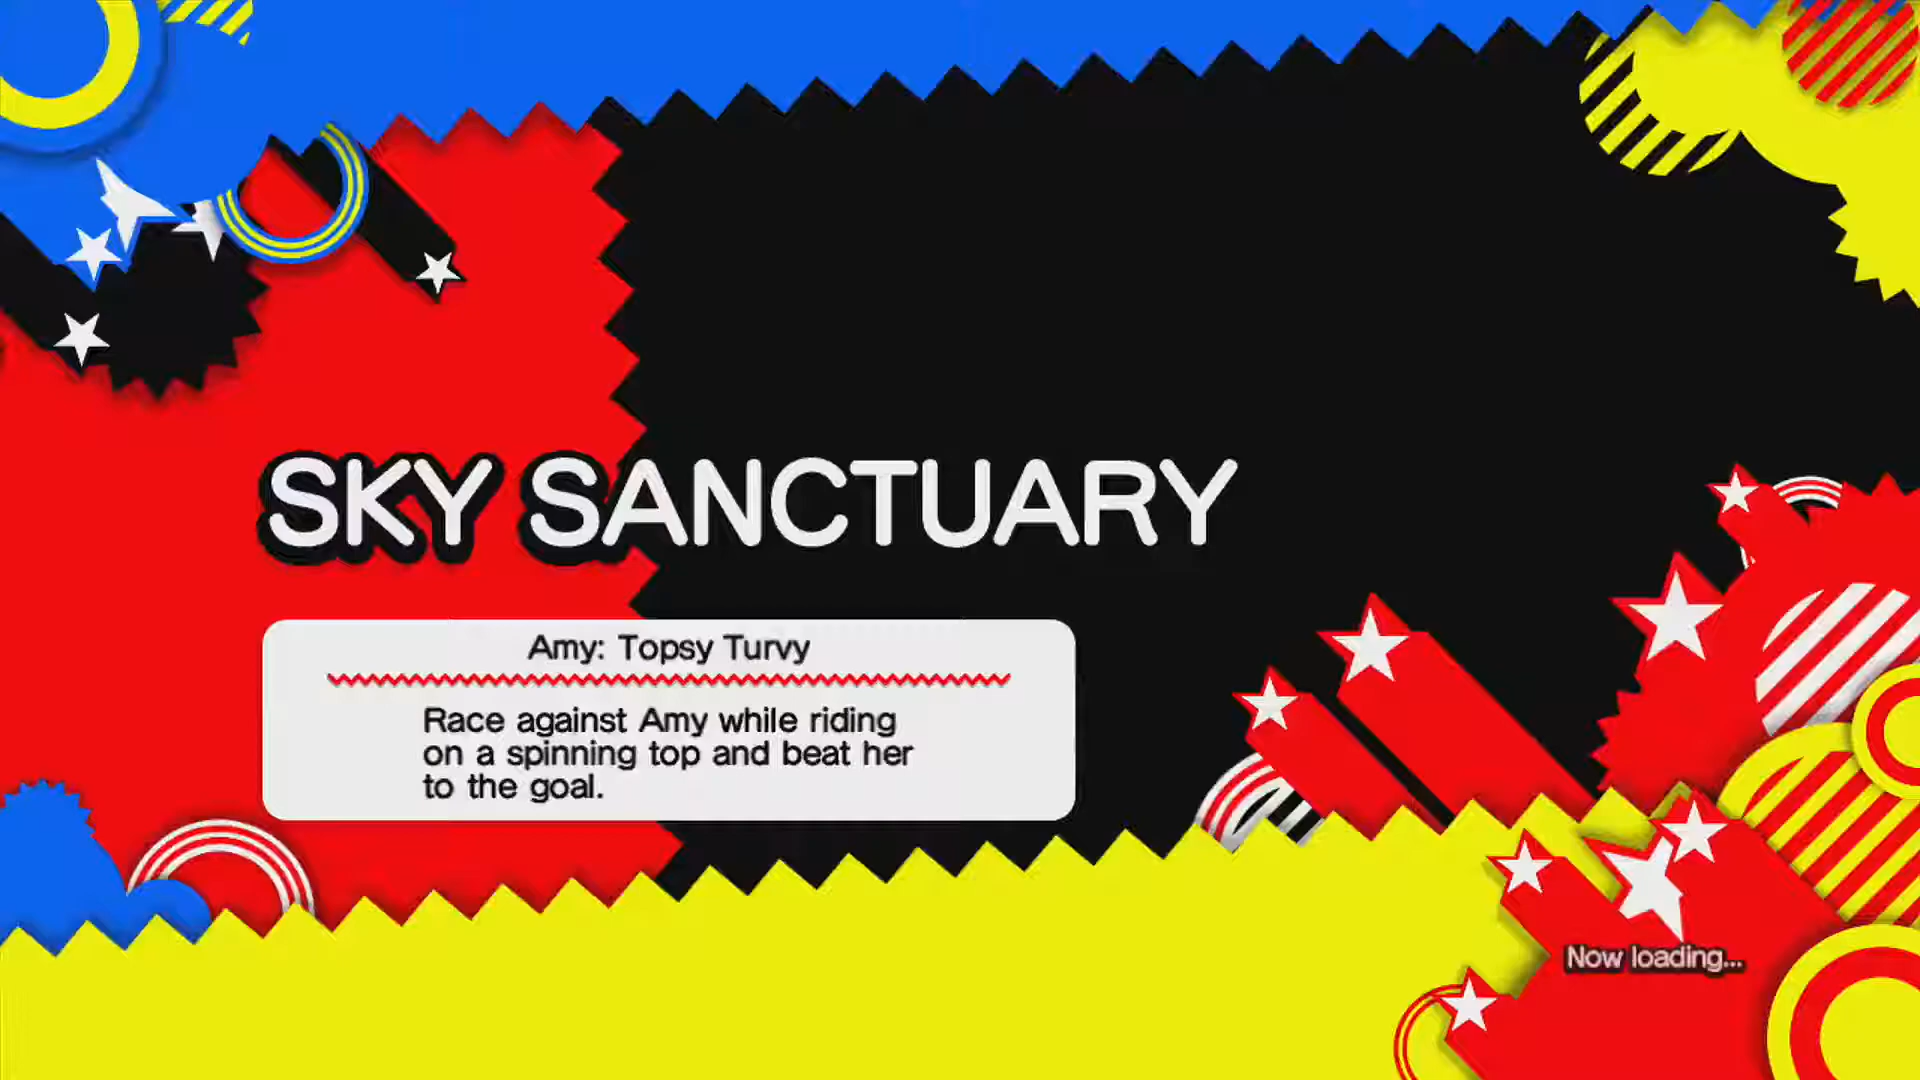 SKY SANCTUARY
Amy: Topsy Turvy
Race against Amy while riding
on a spinning top and beat her
to the goal.
Now loading...